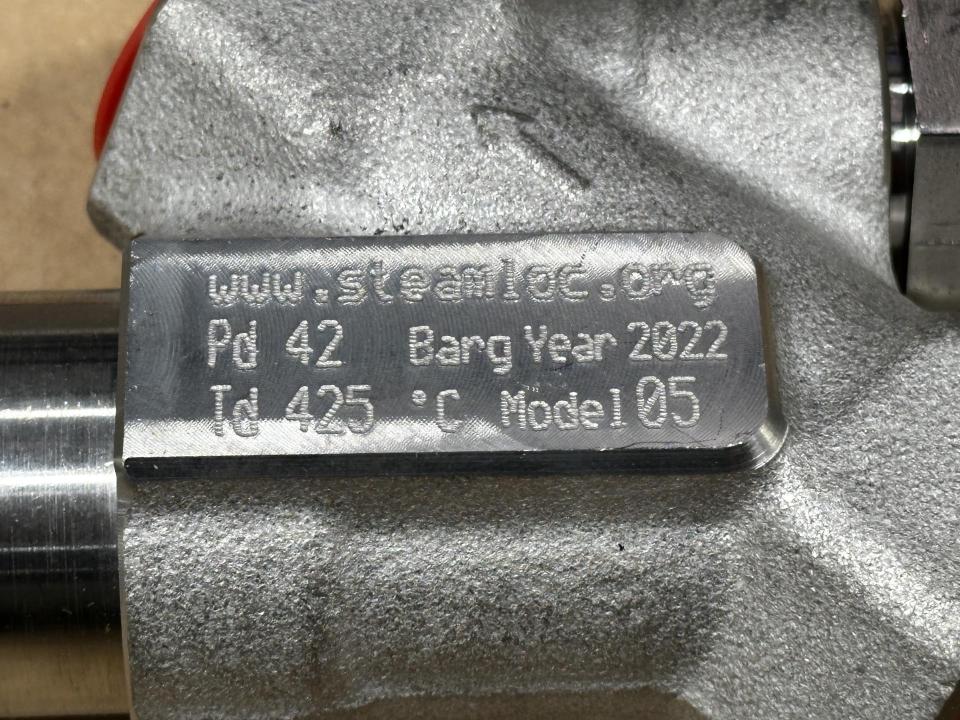 www.steamloc.org
Pd 42 Barg Year 2022
Td 425 °C Model 05